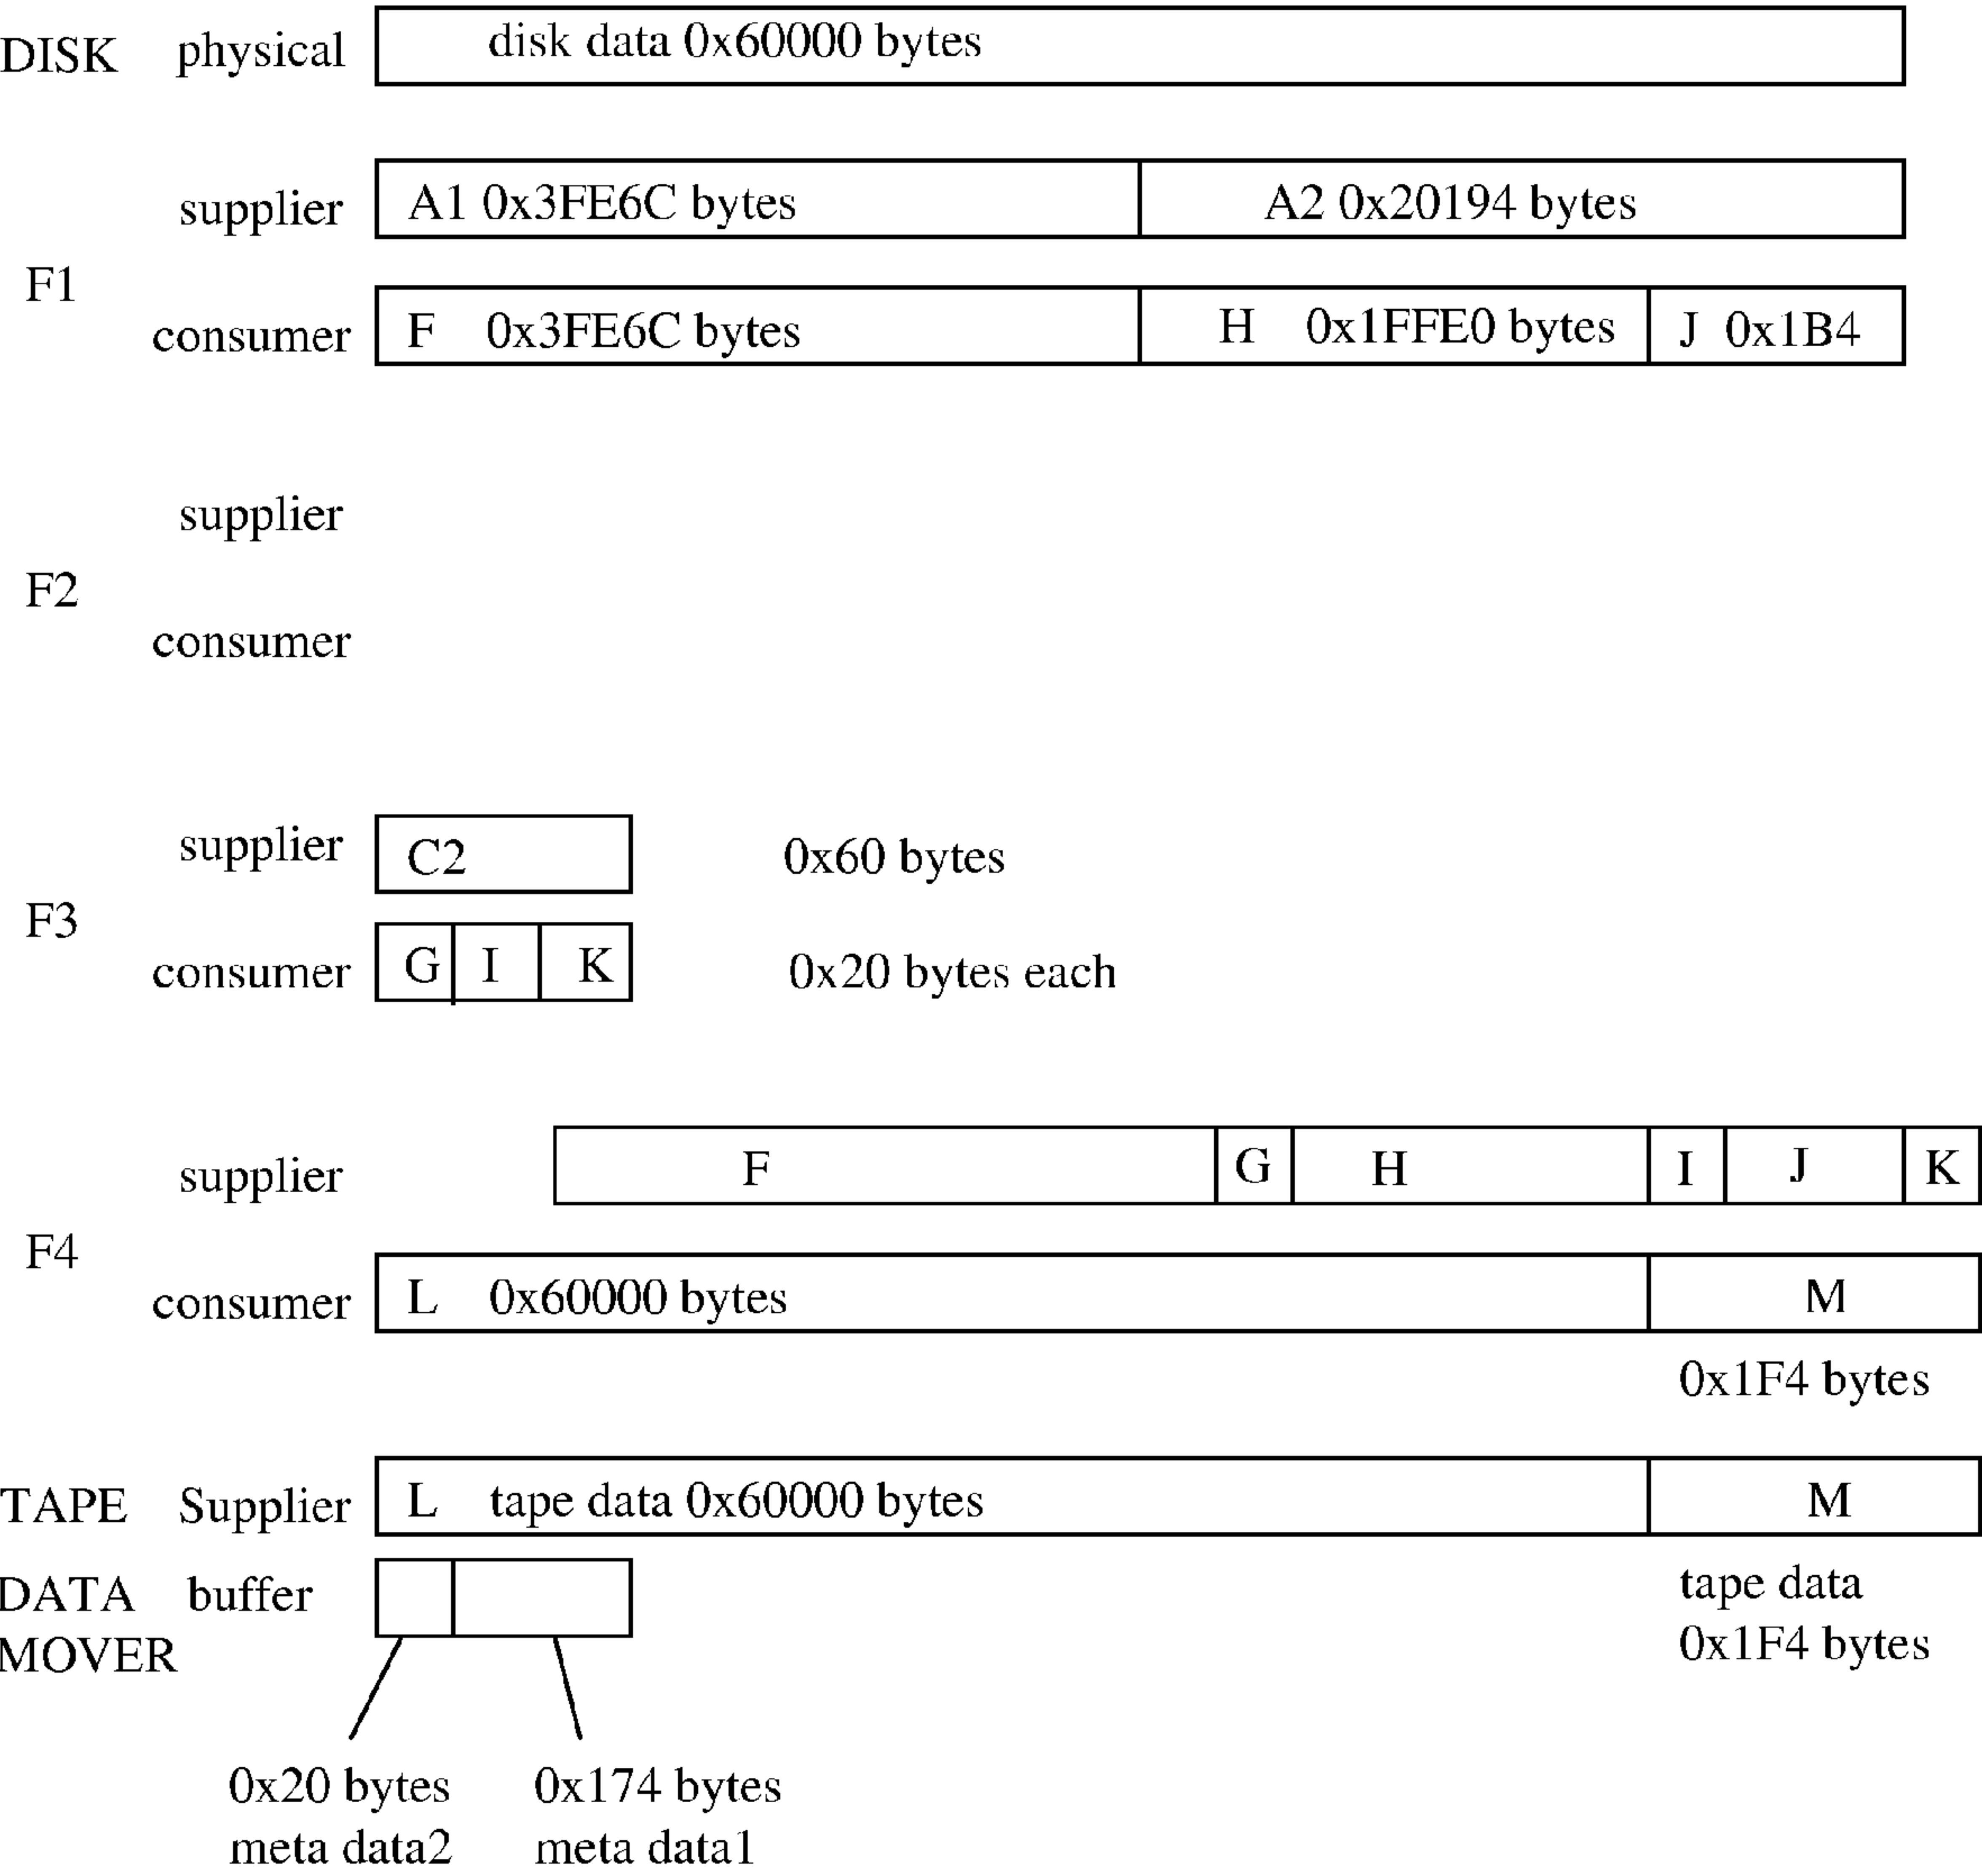 DISK physical disk data 0x60000 bytes
supplier A1 0x3FE6C bytes A2 0x20194 bytes
F1
consumer F 0x3FE6C bytes H 0x1FFE0 bytes J 0x1B4
supplier
F2
consumer
supplier C2 0x60 bytes
F3
consumer G I K 0x20 bytes each
supplier F G H I J K
F4
consumer L 0x60000 bytes M
0x1F4 bytes
TAPE Supplier L tape data 0x60000 bytes M
DATA buffer tape data
MOVER 0x1F4 bytes
0x20 bytes 0x174 bytes
meta data2 meta data1